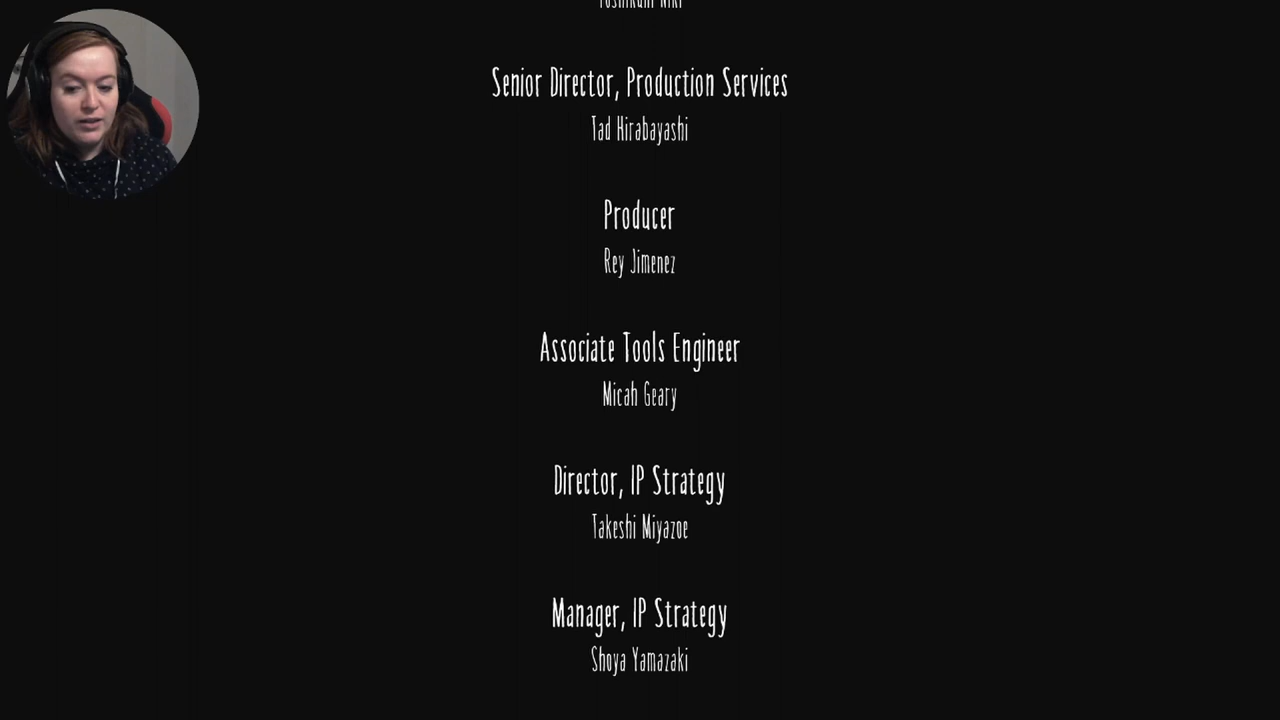 Senior Director, Production Services
Tad Hirabayashi
Producer
Rey Jimenez
Associate Tools Engineer
Micah Geary
Director, IP Strategy
Takeshi Miyazoe
Manager, IP Strategy
Shoya Yamazaki